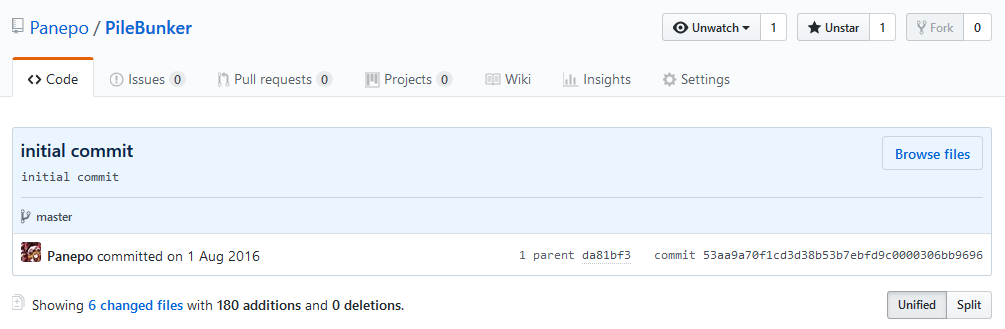 Panepo / PileBunker Unwatch 1 Unstar 1 Fork 0
Code Issues 0 Pull requests 0 Projects 0 Wiki Insights Settings
initial commit Browse files
initial commit
master
Panepo committed on 1 Aug 2016 1 parent da81bf3 commit 53aa9a70f1cd3d38b53b7ebfd9c0000306bb9696
Showing 6 changed files with 180 additions and 0 deletions. Unified Split